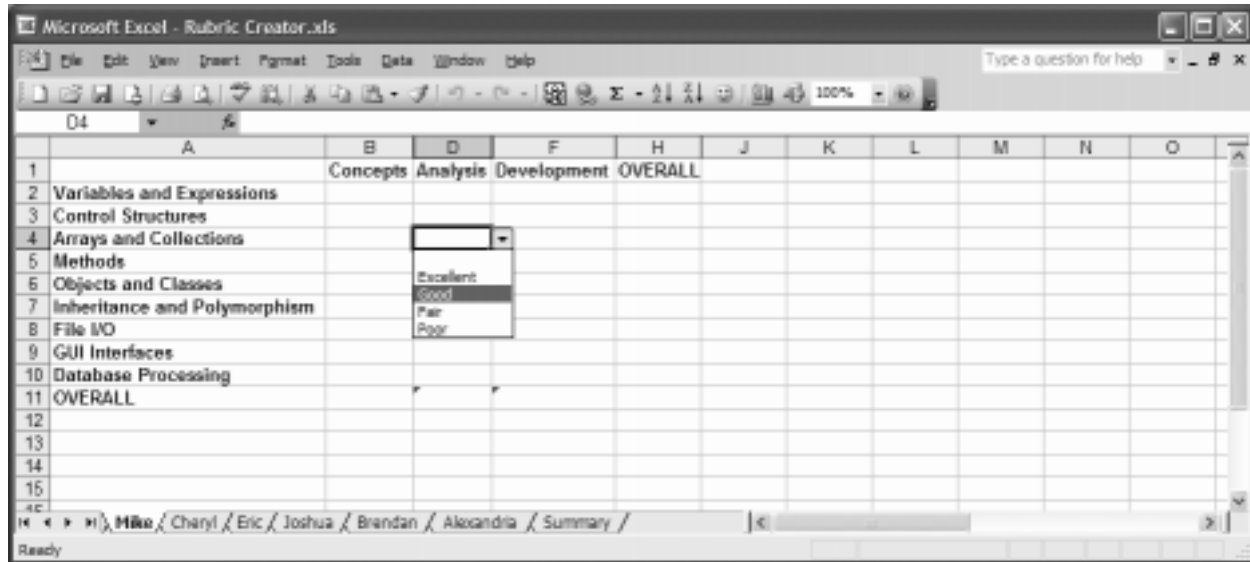 Microsoft Excel - Rubric Creator.xls
File Edit View Insert Format Tools Data Window Help Type a question for help
100%
D4 fx
A B D F H J K L M N O
1 Concepts Analysis Development OVERALL
2 Variables and Expressions
3 Control Structures
4 Arrays and Collections
5 Methods
Excellent
6 Objects and Classes
Good
7 Inheritance and Polymorphism
Fair
8 File I/O
Poor
9 GUI Interfaces
10 Database Processing
11 OVERALL
12
13
14
15
Mike Cheryl Eric Joshua Brendan Alexandria Summary
Ready